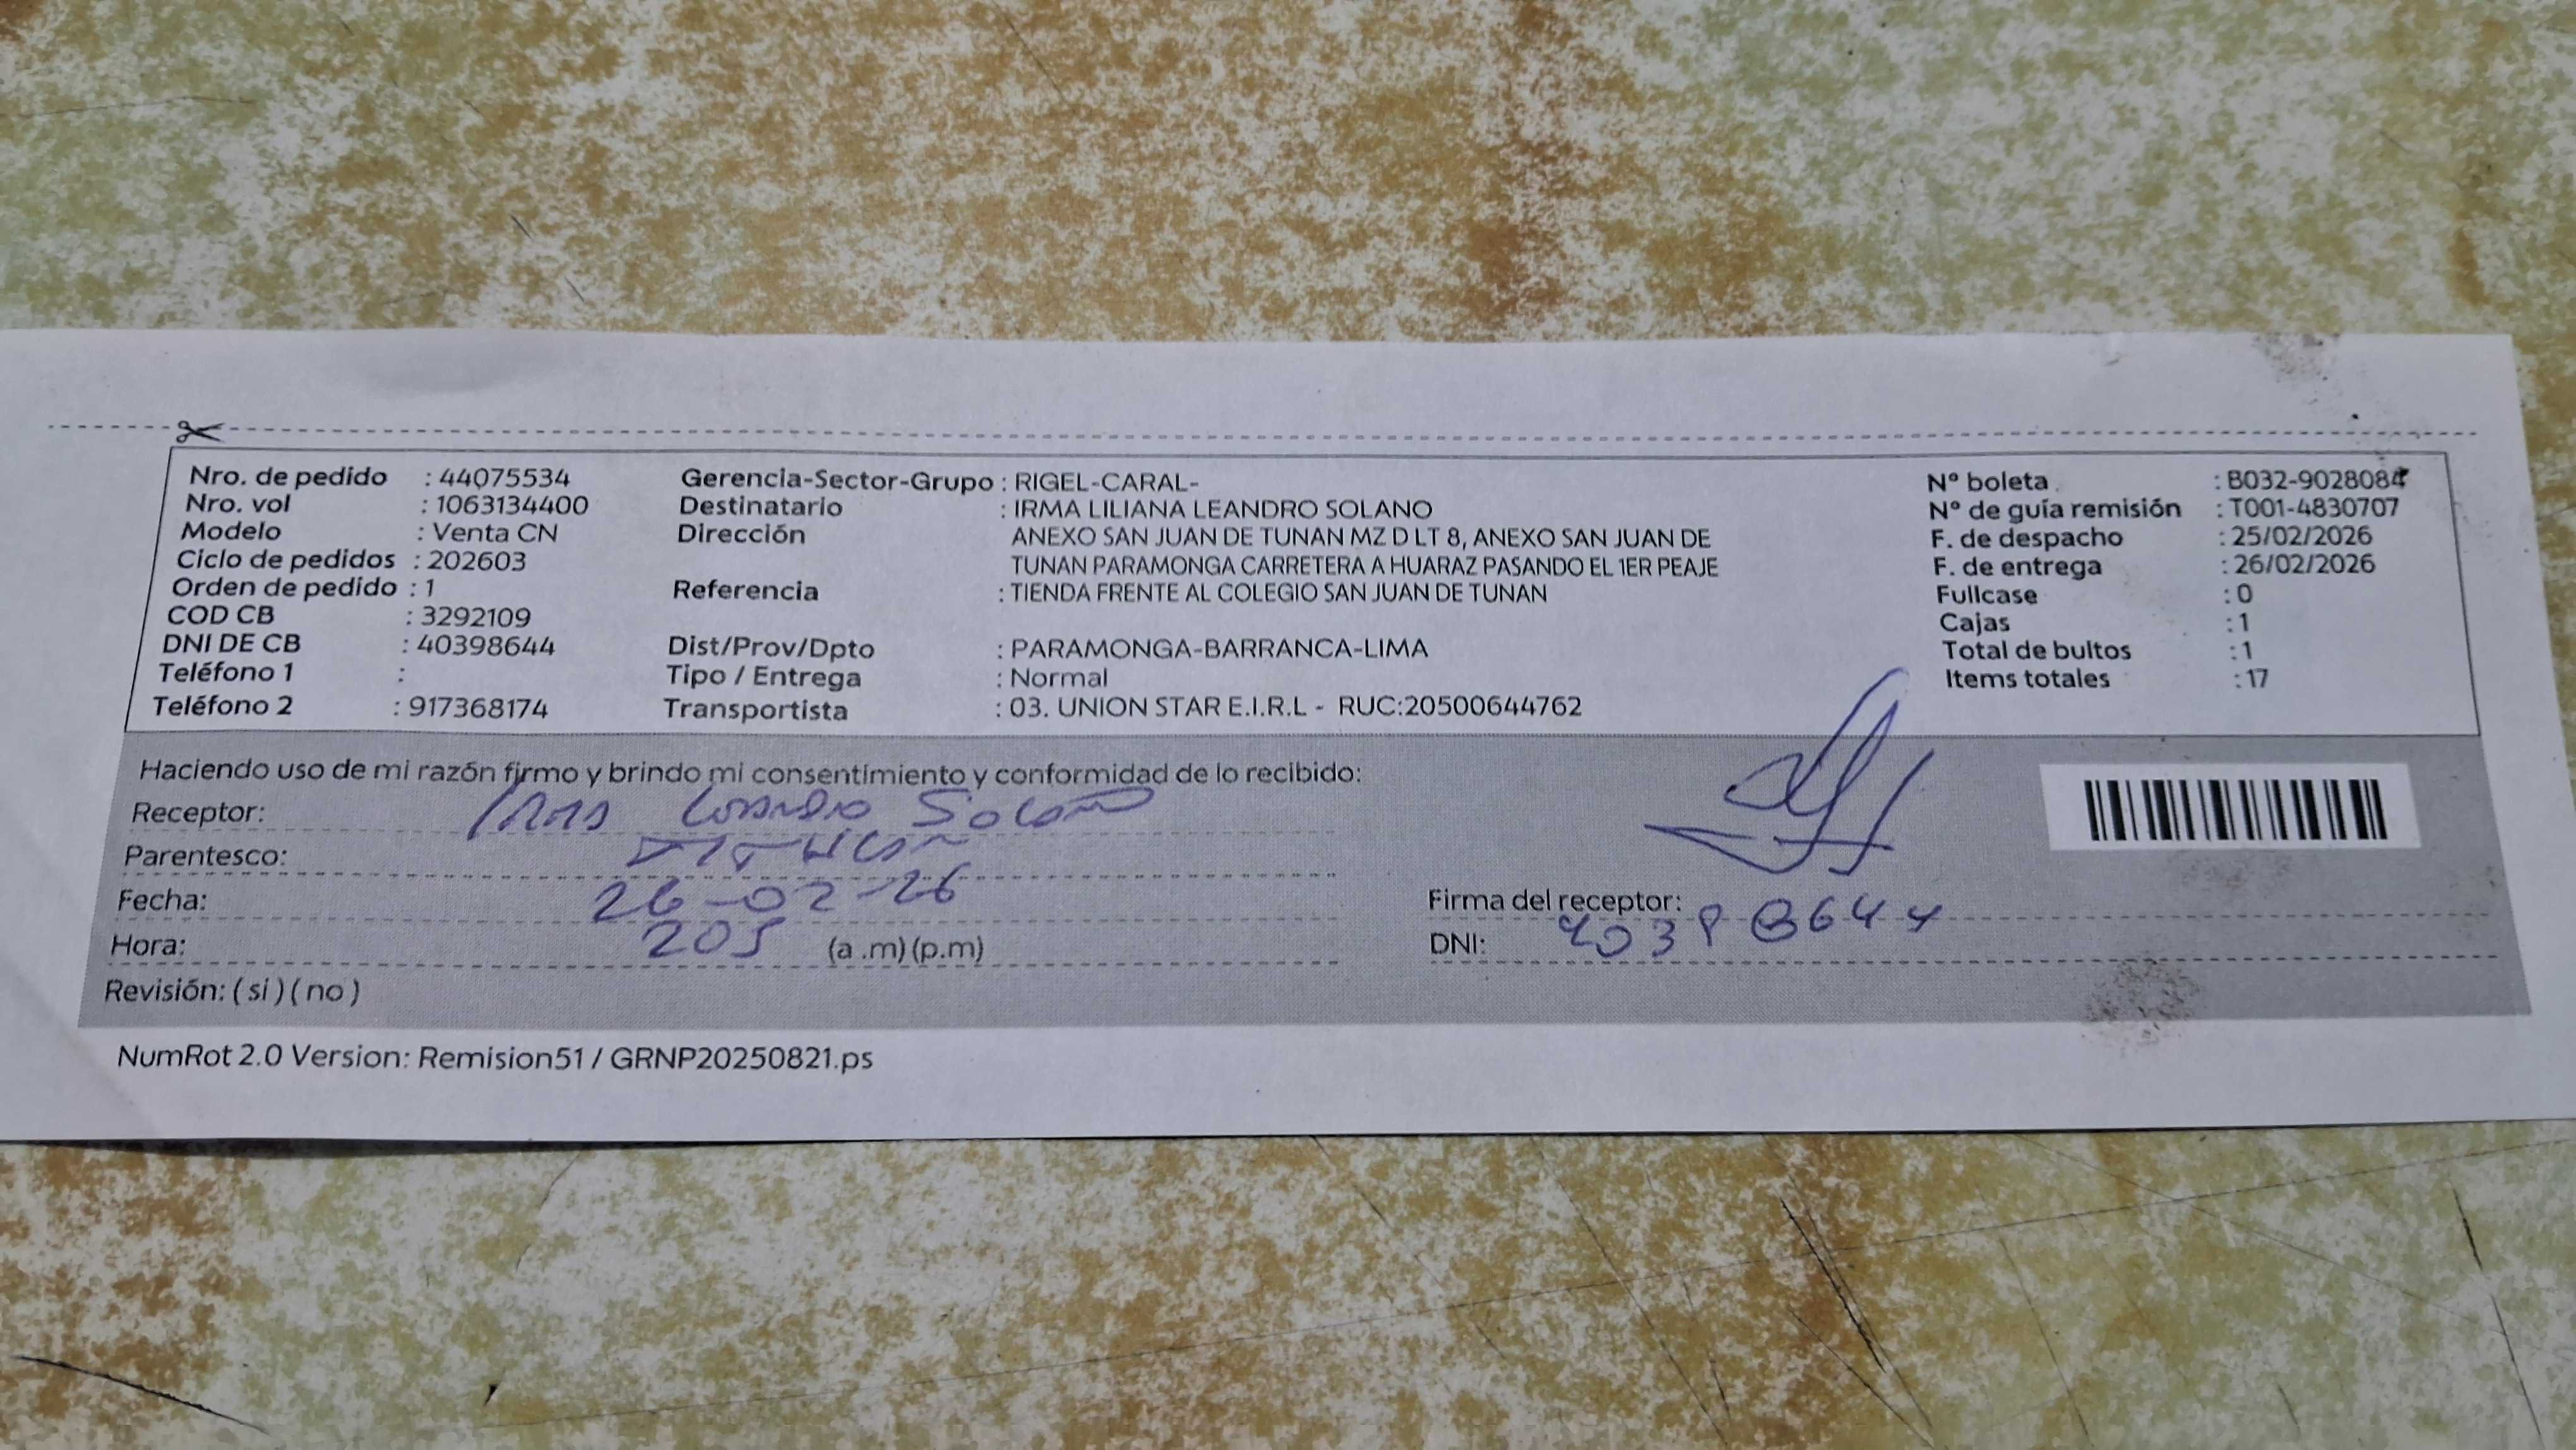 Nro. de pedido : 44075534 Gerencia-Sector-Grupo : RIGEL-CARAL- N° boleta : B032-9028084
Nro. vol : 1063134400 Destinatario : IRMA LILIANA LEANDRO SOLANO N° de guía remisión : T001-4830707
Modelo : Venta CN Dirección ANEXO SAN JUAN DE TUNAN MZ D LT 8, ANEXO SAN JUAN DE F. de despacho : 25/02/2026
Ciclo de pedidos : 202603 TUNAN PARAMONGA CARRETERA A HUARAZ PASANDO EL 1ER PEAJE F. de entrega : 26/02/2026
Orden de pedido : 1 Referencia : TIENDA FRENTE AL COLEGIO SAN JUAN DE TUNAN Fullcase : 0
COD CB : 3292109 Cajas : 1
DNI DE CB : 40398644 Dist/Prov/Dpto : PARAMONGA-BARRANCA-LIMA Total de bultos : 1
Teléfono 1 : Tipo / Entrega : Normal Items totales : 17
Teléfono 2 : 917368174 Transportista : 03. UNION STAR E.I.R.L - RUC:20500644762
Haciendo uso de mi razón firmo y brindo mi consentimiento y conformidad de lo recibido:
Receptor: Solano
Parentesco:
Fecha: 26-02-26 Firma del receptor:
Hora: 205 (a .m) (p.m) DNI: 40398644
Revisión: ( si ) ( no )
NumRot 2.0 Version: Remision51 / GRNP20250821.ps